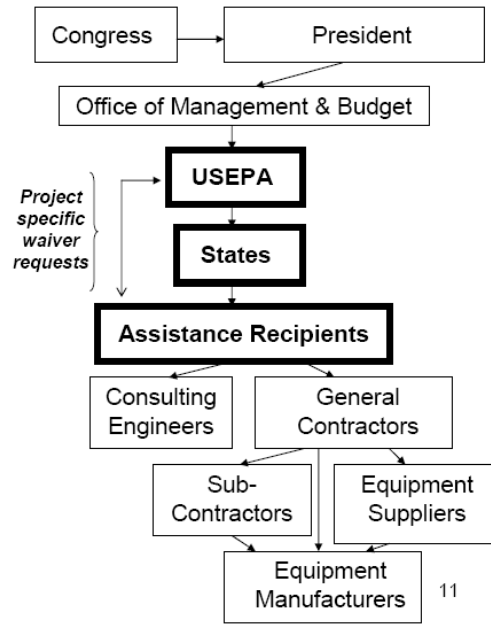 Congress
President
Office of Management & Budget
USEPA
Project
specific
waiver
requests
States
Assistance Recipients
Consulting
Engineers
General
Contractors
Sub-
Contractors
Equipment
Suppliers
Equipment
Manufacturers
11